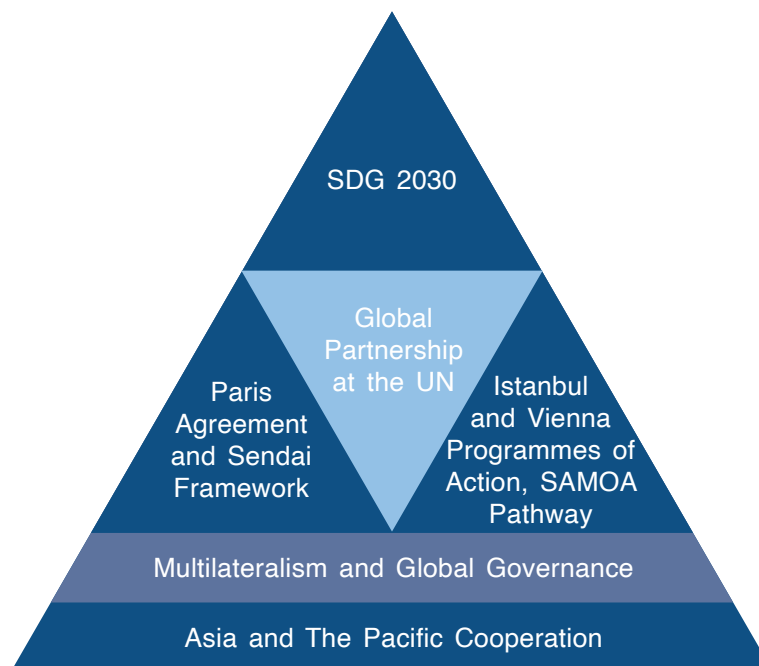 SDG 2030
Global
Partnership
at the UN
Paris
Agreement
and Sendai
Framework
Istanbul
and Vienna
Programmes of
Action, SAMOA
Pathway
Multilateralism and Global Governance
Asia and The Pacific Cooperation